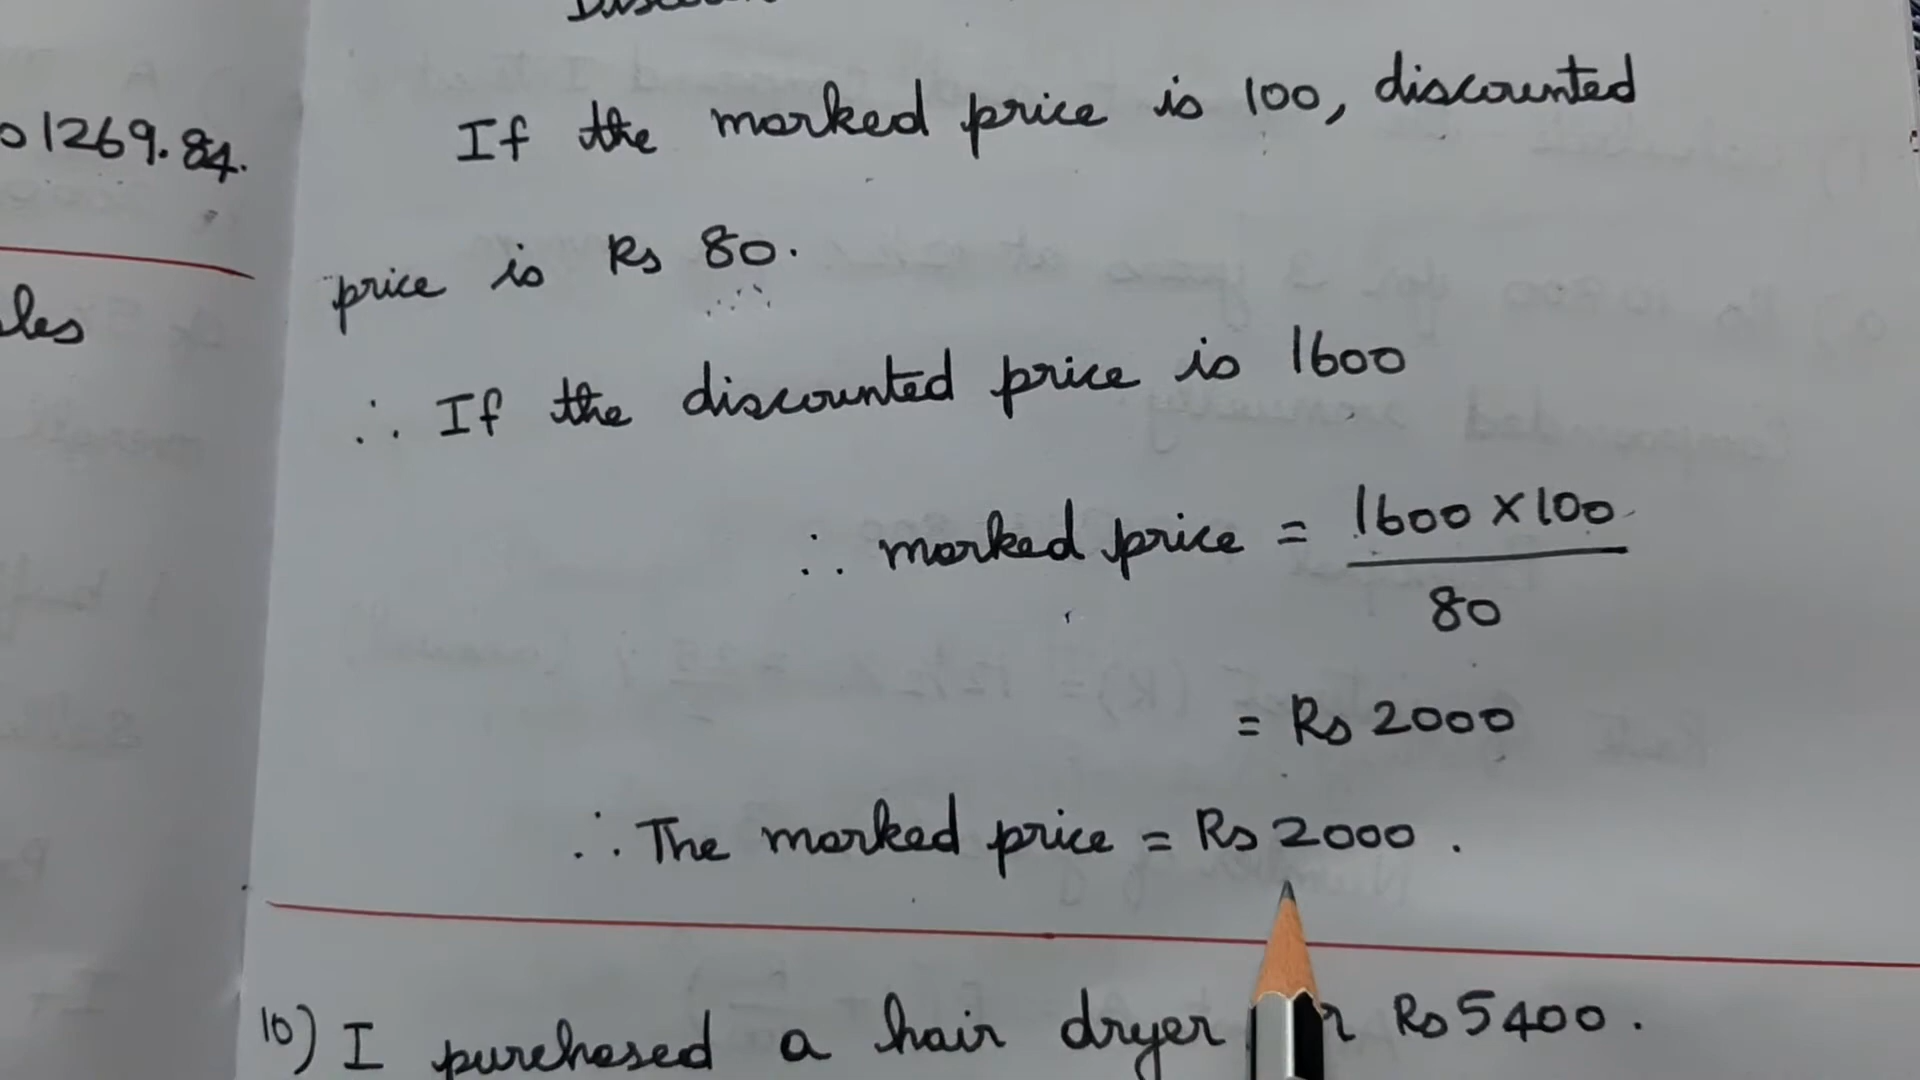 If the marked price is 100, discounted
01269.84.
price is Rs 80.
les
∴ If the discounted price is 1600
∴ marked price = 1600 × 100
80
= Rs 2000
∴ The marked price = Rs 2000.
10) I purchased a hair dryer Rs 5400.